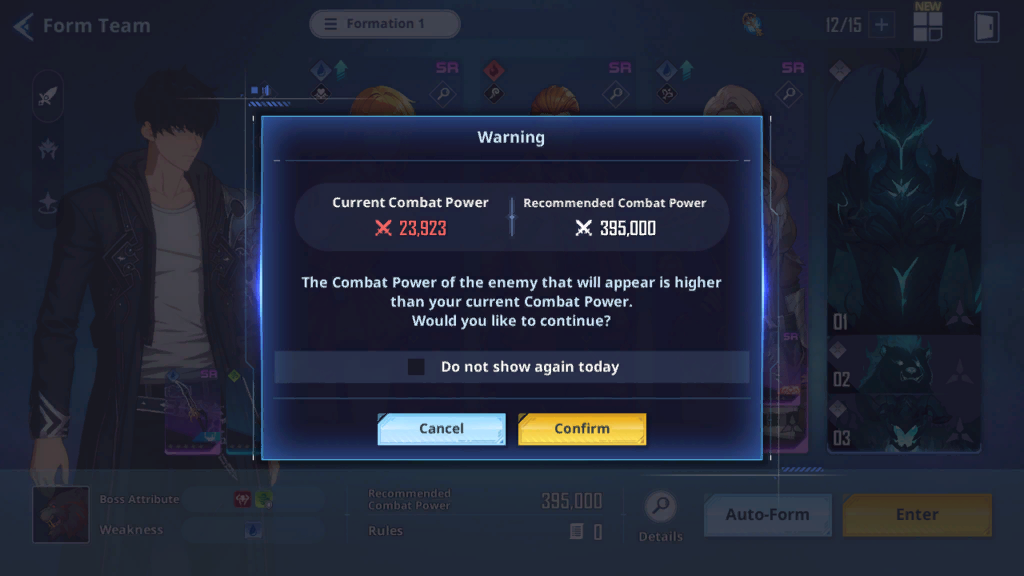 Form Team
Formation 1
12/15
NEW
SR
SR
SR
Warning
Current Combat Power
Recommended Combat Power
23,923
395,000
The Combat Power of the enemy that will appear is higher
than your current Combat Power.
Would you like to continue?
Do not show again today
Cancel
Confirm
SR
SR
01
02
03
Boss Attribute
Weakness
Recommended
Combat Power
395,000
Rules
0
Details
Auto-Form
Enter